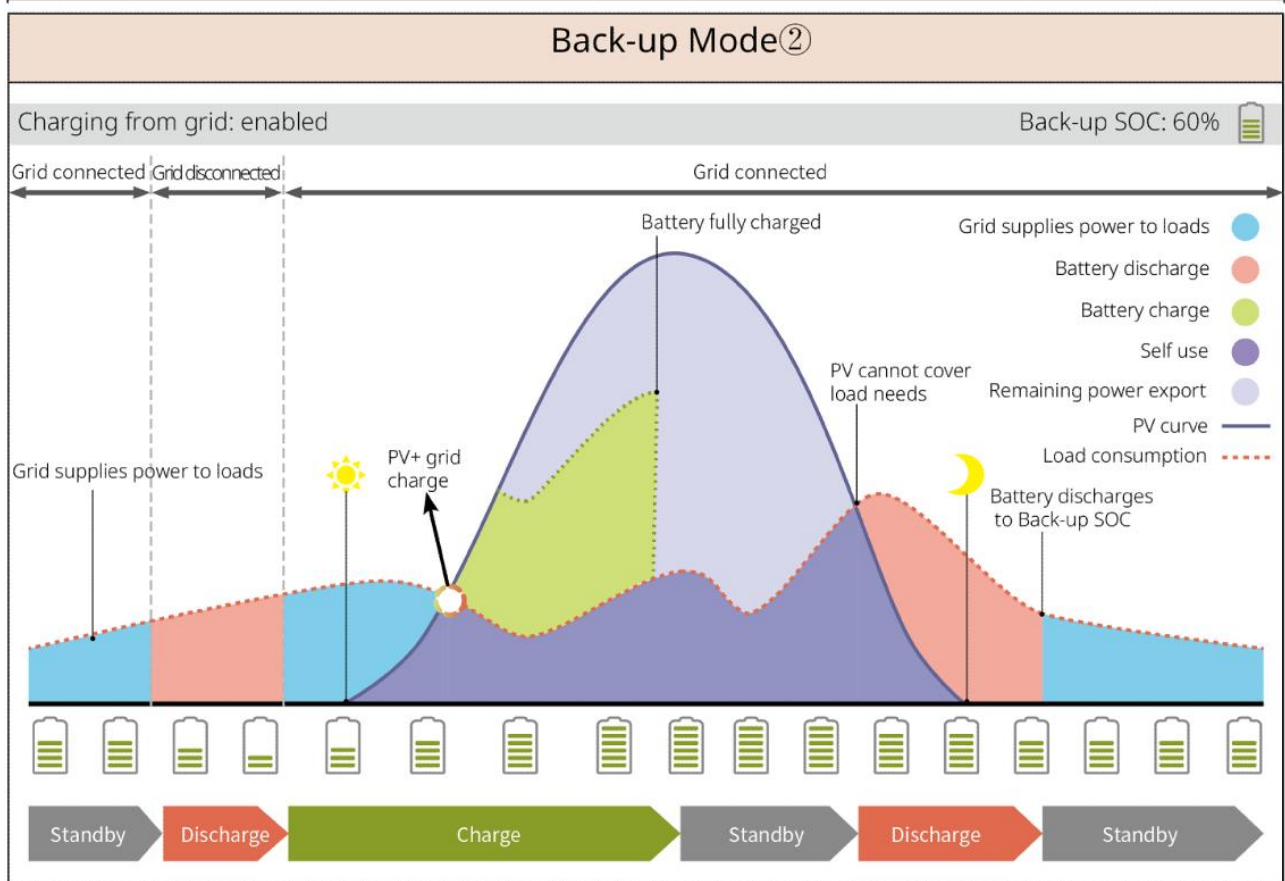 Back-up Mode②
Charging from grid: enabled
Back-up SOC: 60%
Grid connected
Grid disconnected
Grid connected
Battery fully charged
Grid supplies power to loads
Battery discharge
Battery charge
Self use
Remaining power export
PV curve
Load consumption
PV cannot cover
load needs
Grid supplies power to loads
PV+ grid
charge
Battery discharges
to Back-up SOC
Standby
Discharge
Charge
Standby
Discharge
Standby